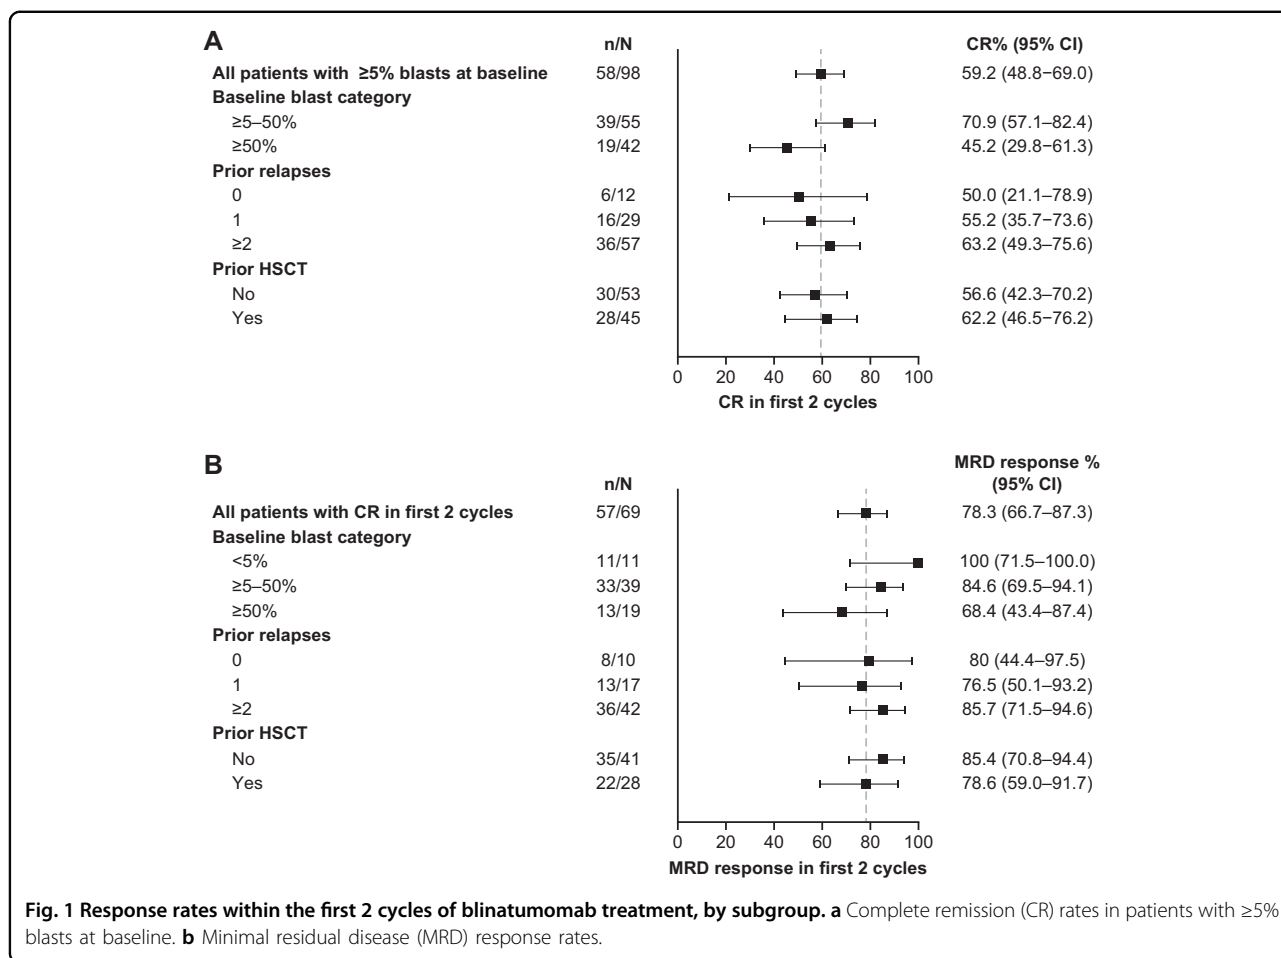 A
n/N CR% (95% CI)
All patients with ≥5% blasts at baseline 58/98 59.2 (48.8–69.0)
Baseline blast category
≥5–50% 39/55 70.9 (57.1–82.4)
≥50% 19/42 45.2 (29.8–61.3)
Prior relapses
0 6/12 50.0 (21.1–78.9)
1 16/29 55.2 (35.7–73.6)
≥2 36/57 63.2 (49.3–75.6)
Prior HSCT
No 30/53 56.6 (42.3–70.2)
Yes 28/45 62.2 (46.5–76.2)
0 20 40 60 80 100
CR in first 2 cycles
B
MRD response %
n/N (95% CI)
All patients with CR in first 2 cycles 57/69 78.3 (66.7–87.3)
Baseline blast category
<5% 11/11 100 (71.5–100.0)
≥5–50% 33/39 84.6 (69.5–94.1)
≥50% 13/19 68.4 (43.4–87.4)
Prior relapses
0 8/10 80 (44.4–97.5)
1 13/17 76.5 (50.1–93.2)
≥2 36/42 85.7 (71.5–94.6)
Prior HSCT
No 35/41 85.4 (70.8–94.4)
Yes 22/28 78.6 (59.0–91.7)
0 20 40 60 80 100
MRD response in first 2 cycles
Fig. 1 Response rates within the first 2 cycles of blinatumomab treatment, by subgroup. a Complete remission (CR) rates in patients with ≥5%
blasts at baseline. b Minimal residual disease (MRD) response rates.